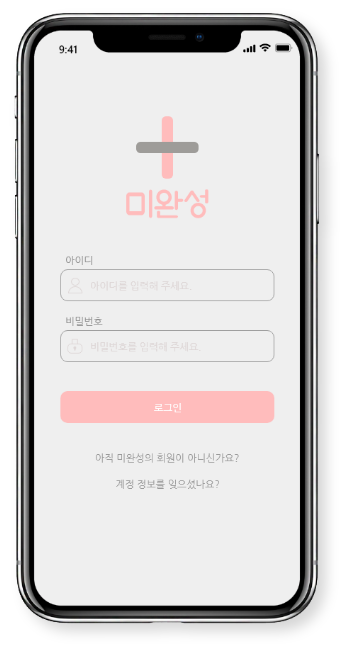 9:41
미완성
아이디
아이디를 입력해 주세요.
비밀번호
비밀번호를 입력해 주세요.
로그인
아직 미완성의 회원이 아니신가요?
계정 정보를 잊으셨나요?